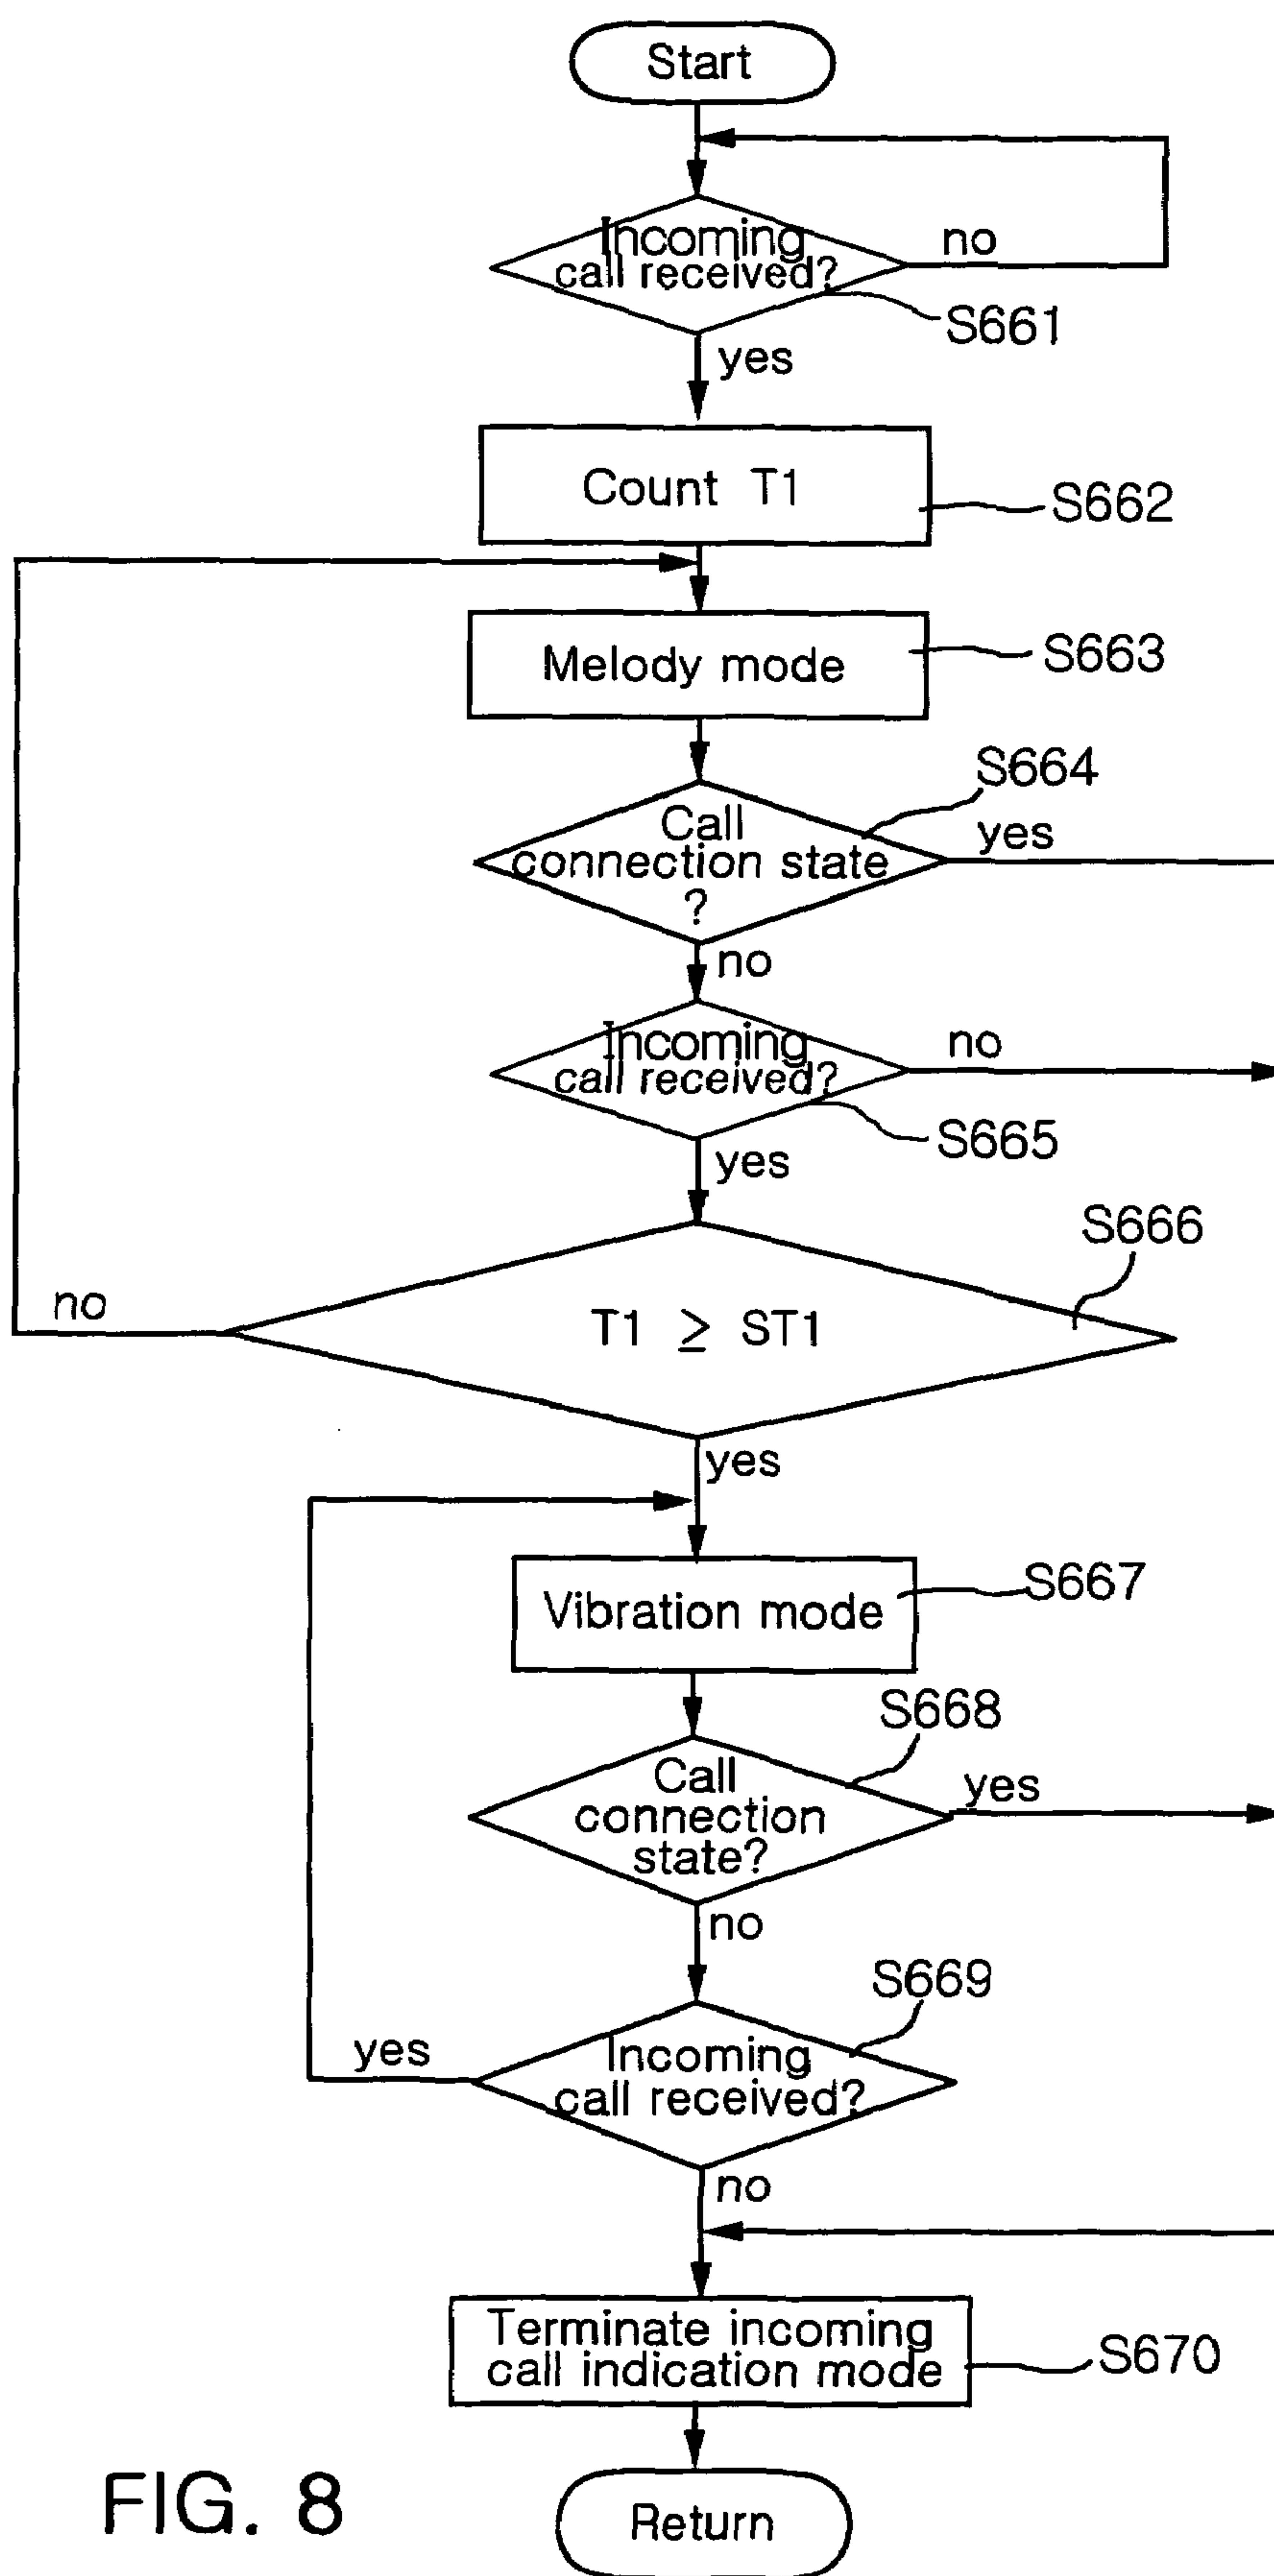 Start
Incoming
call received?
no
S661
yes
Count T1
S662
Melody mode
S663
S664
Call
connection state
?
yes
no
Incoming
call received?
no
S665
yes
S666
T1 ≥ ST1
no
yes
Vibration mode
S667
S668
Call
connection
state?
yes
no
S669
Incoming
call received?
yes
no
Terminate incoming
call indication mode
S670
Return
FIG. 8